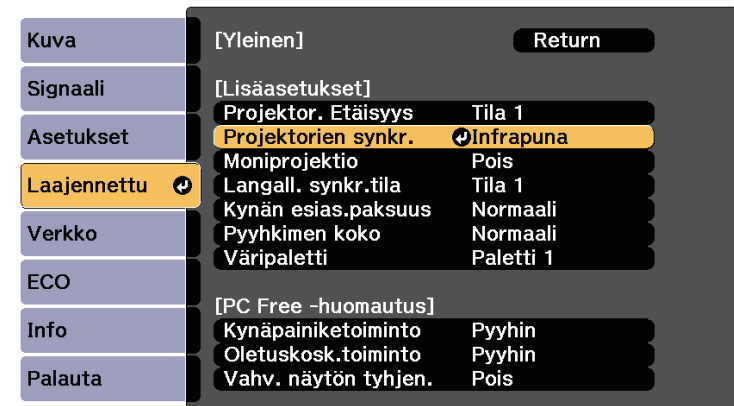 Kuva
Signaali
Asetukset
Laajennettu
Verkko
ECO
Info
Palauta
[Yleinen] Return
[Lisäasetukset]
Projektor. Etäisyys Tila 1
Projektorien synkr. Infrapuna
Moniprojektio Pois
Langall. synkr.tila Tila 1
Kynän esias.paksuus Normaali
Pyyhkimen koko Normaali
Väripaletti Paletti 1
[PC Free -huomautus]
Kynäpainiketoiminto Pyyhin
Oletuskosk.toiminto Pyyhin
Vahv. näytön tyhjen. Pois